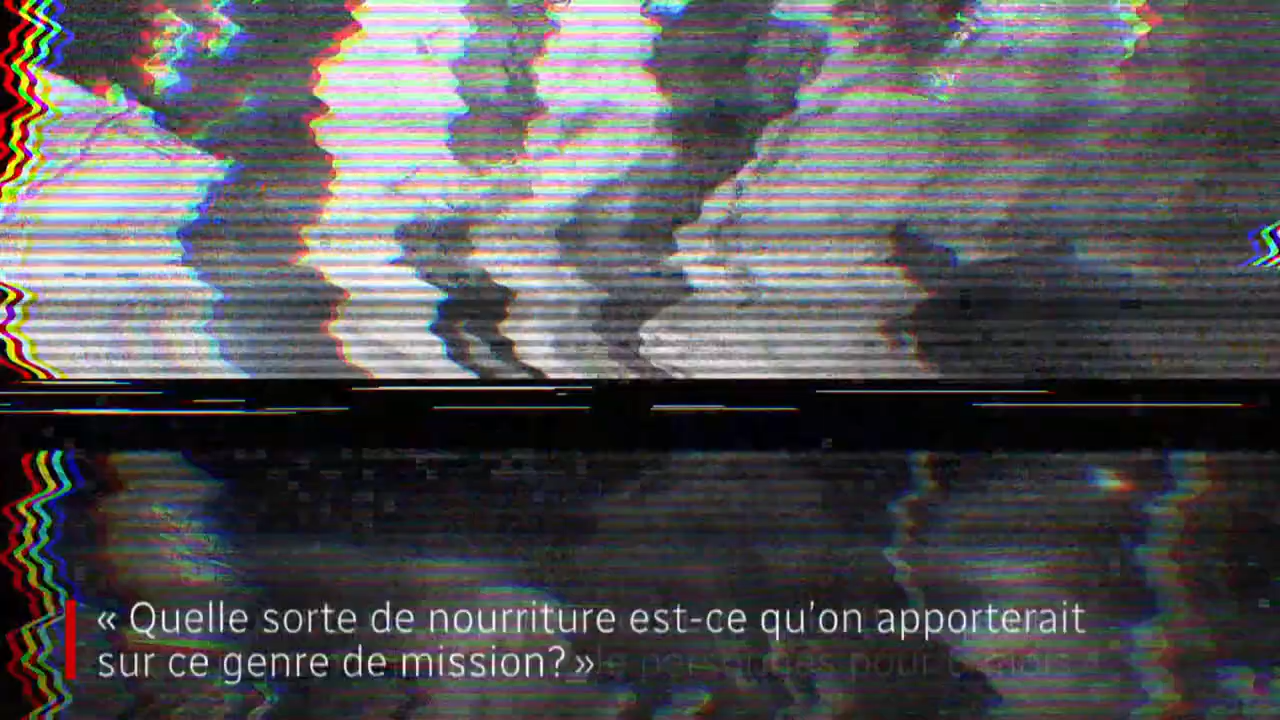 « Quelle sorte de nourriture est-ce qu'on apporterait
sur ce genre de mission? »